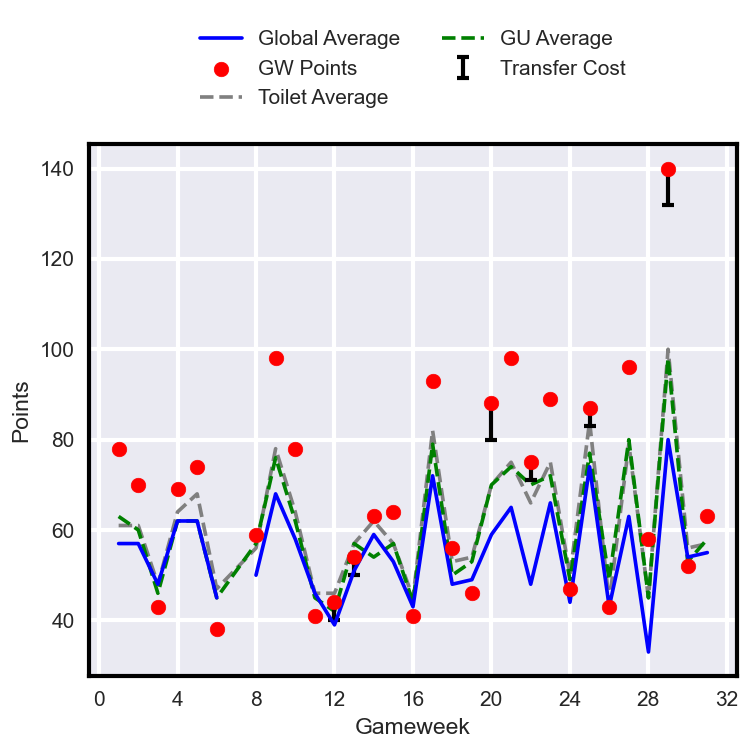 Global Average GU Average
GW Points Transfer Cost
Toilet Average
140
120
100
80
60
40
Points
0 4 8 12 16 20 24 28 32
Gameweek